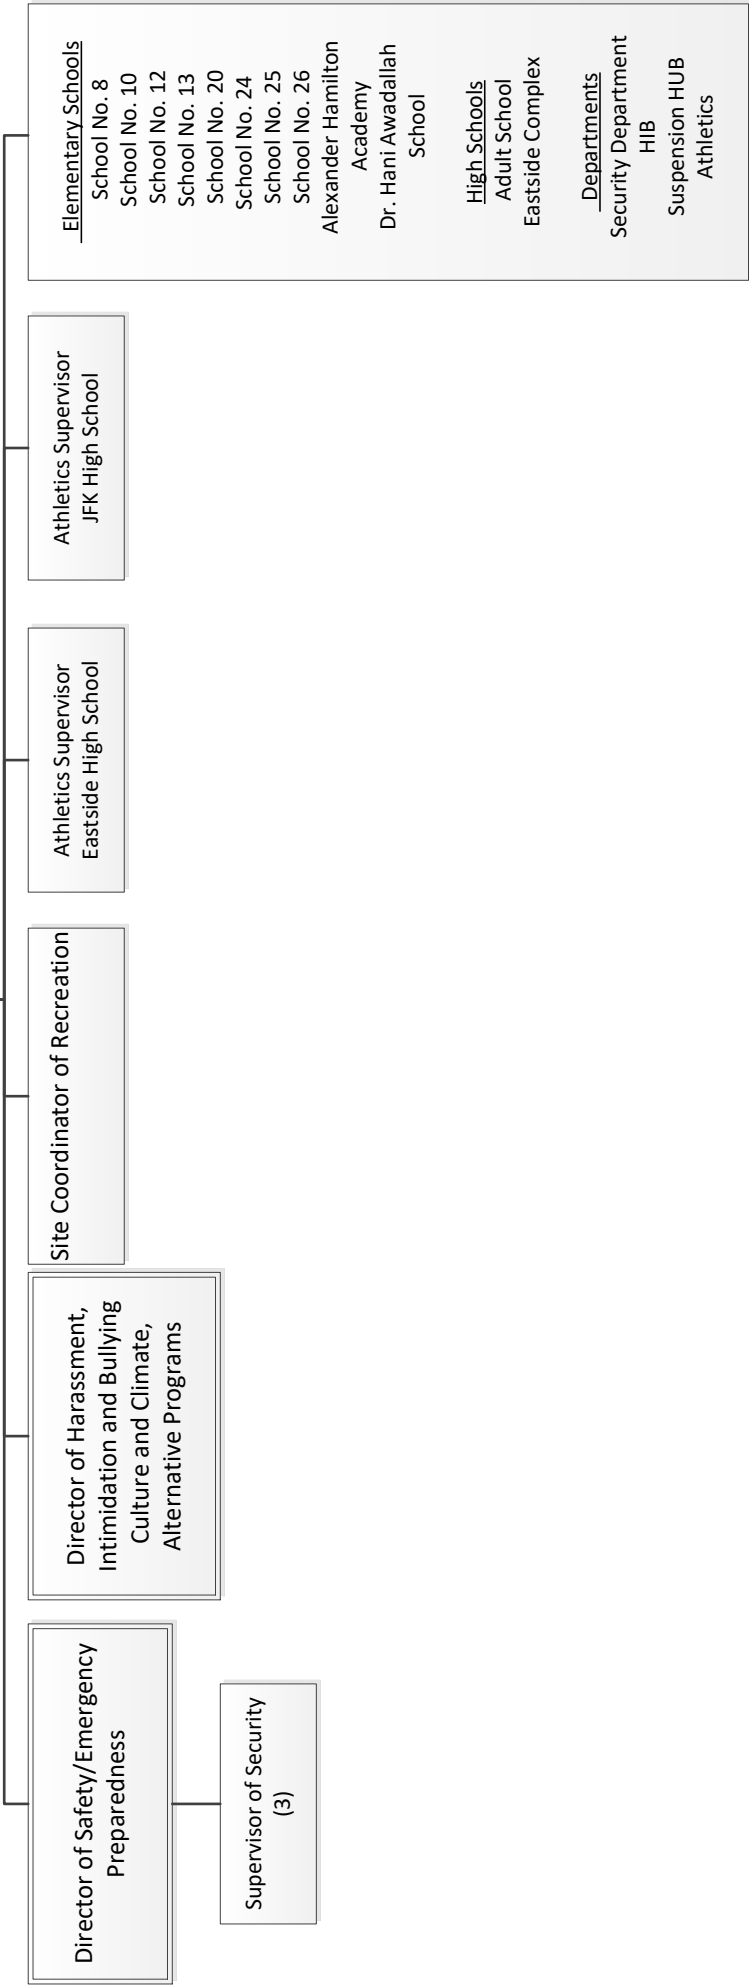 Director of Safety/Emergency
Preparedness
Supervisor of Security
(3)
Director of Harassment,
Intimidation and Bullying
Culture and Climate,
Alternative Programs
Site Coordinator of Recreation
Athletics Supervisor
Eastside High School
Athletics Supervisor
JFK High School
Elementary Schools
School No. 8
School No. 10
School No. 12
School No. 13
School No. 20
School No. 24
School No. 25
School No. 26
Alexander Hamilton
Academy
Dr. Hani Awadallah
School
High Schools
Adult School
Eastside Complex
Departments
Security Department
HIB
Suspension HUB
Athletics